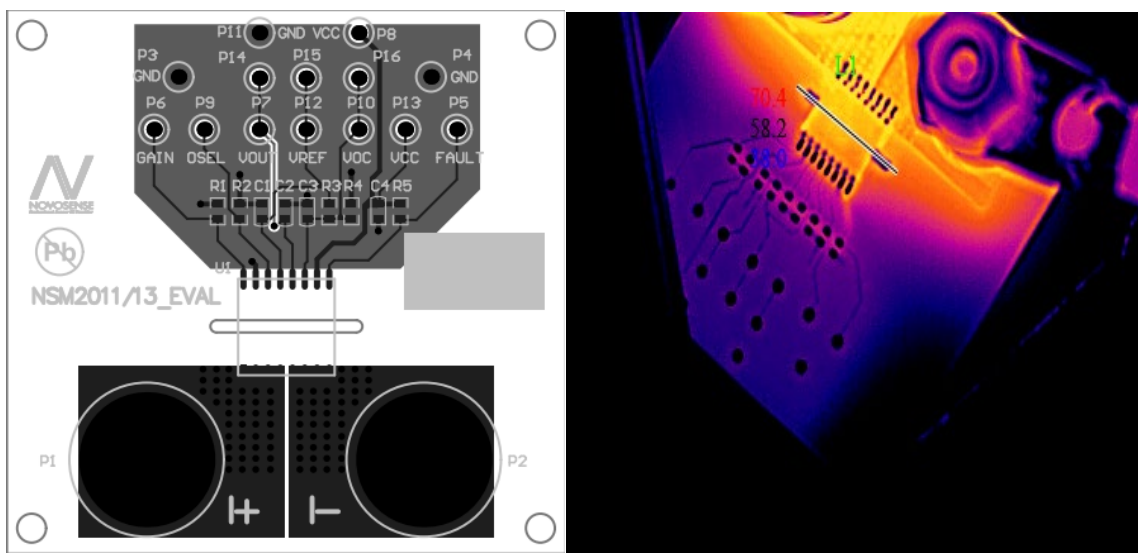 P11 GND VCC P8
P3 P14 P15 P16 P4
GND GND
P6 P9 P7 P12 P10 P13 P5
GAIN OSEL VOUT VREF VOC VCC FAULT
R1 R2 C1 C2 C3 R3 R4 C4 R5
NOVOSENSE
Pb
U1
NSM2011/13_EVAL
P1 P2
I+ I-
L1
70.4
58.2